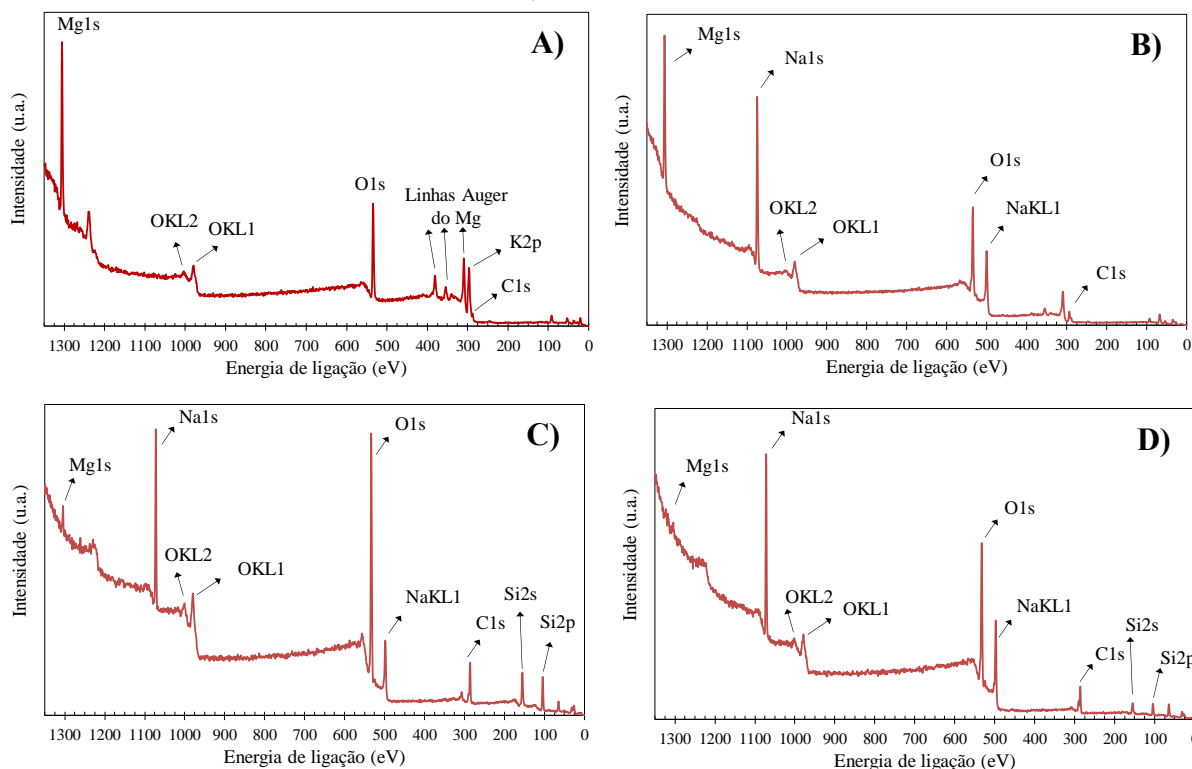 A)
Mg1s
O1s
Linhas Auger
do Mg
OKL2
OKL1
K2p
C1s
Intensidade (u.a.)
1300 1200 1100 1000 900 800 700 600 500 400 300 200 100 0
Energia de ligação (eV)
B)
Mg1s
Na1s
O1s
OKL2
OKL1
NaKL1
C1s
Intensidade (u.a.)
1300 1200 1100 1000 900 800 700 600 500 400 300 200 100 0
Energia de ligação (eV)
C)
Na1s
O1s
Mg1s
OKL2
OKL1
NaKL1
C1s
Si2s
Si2p
Intensidade (u.a.)
1300 1200 1100 1000 900 800 700 600 500 400 300 200 100 0
Energia de ligação (eV)
D)
Na1s
Mg1s
O1s
OKL2
OKL1
NaKL1
C1s
Si2s
Si2p
Intensidade (u.a.)
1300 1200 1100 1000 900 800 700 600 500 400 300 200 100 0
Energia de ligação (eV)